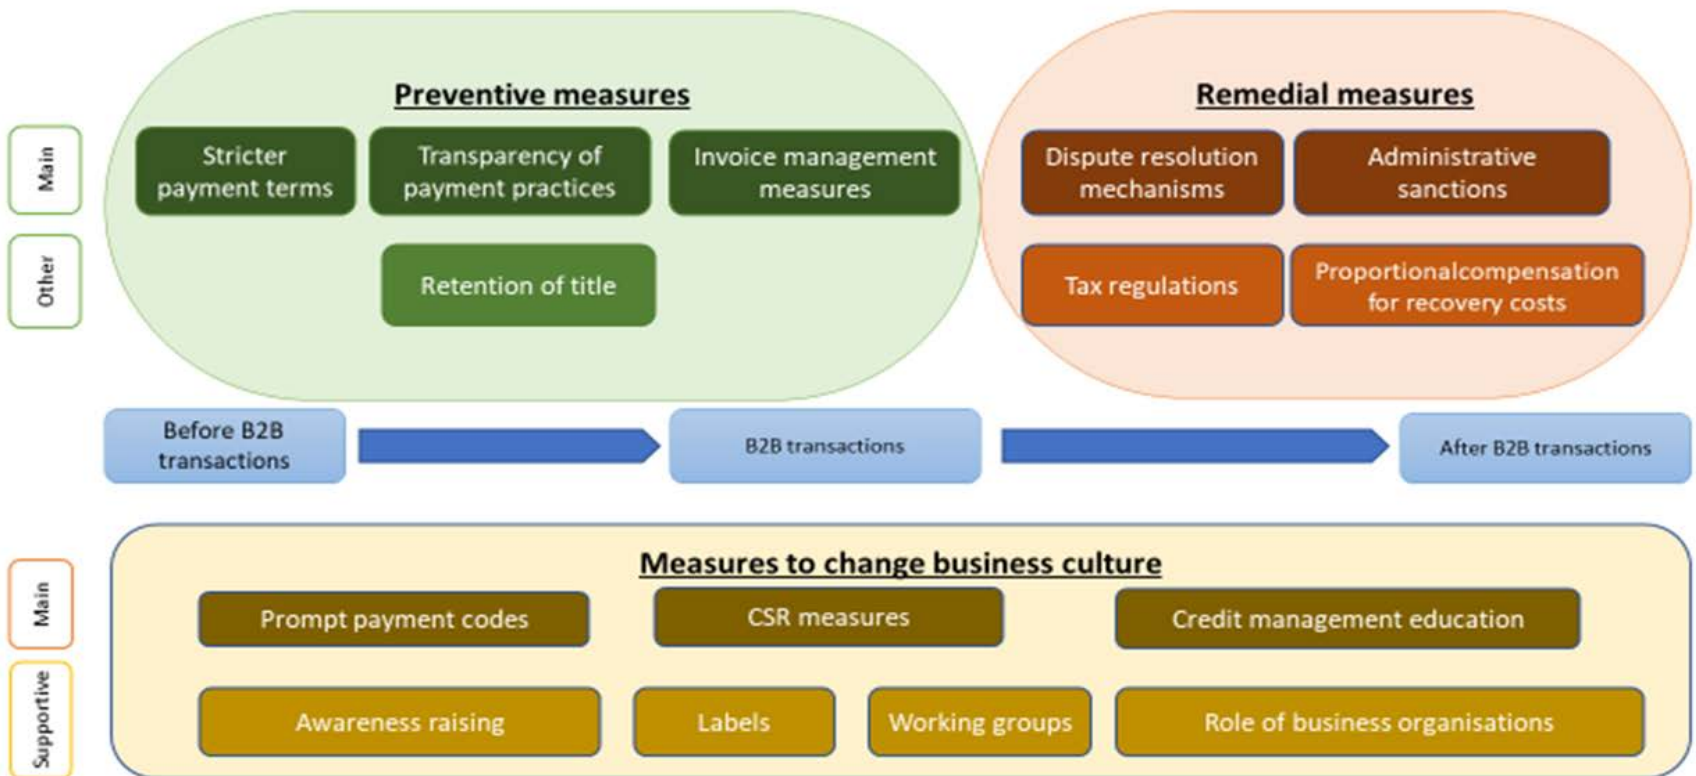 Preventive measures
Remedial measures
Main
Stricter
payment terms
Transparency of
payment practices
Invoice management
measures
Dispute resolution
mechanisms
Administrative
sanctions
Other
Retention of title
Tax regulations
Proportionalcompensation
for recovery costs
Before B2B
transactions
B2B transactions
After B2B transactions
Measures to change business culture
Main
Prompt payment codes
CSR measures
Credit management education
Supportive
Awareness raising
Labels
Working groups
Role of business organisations